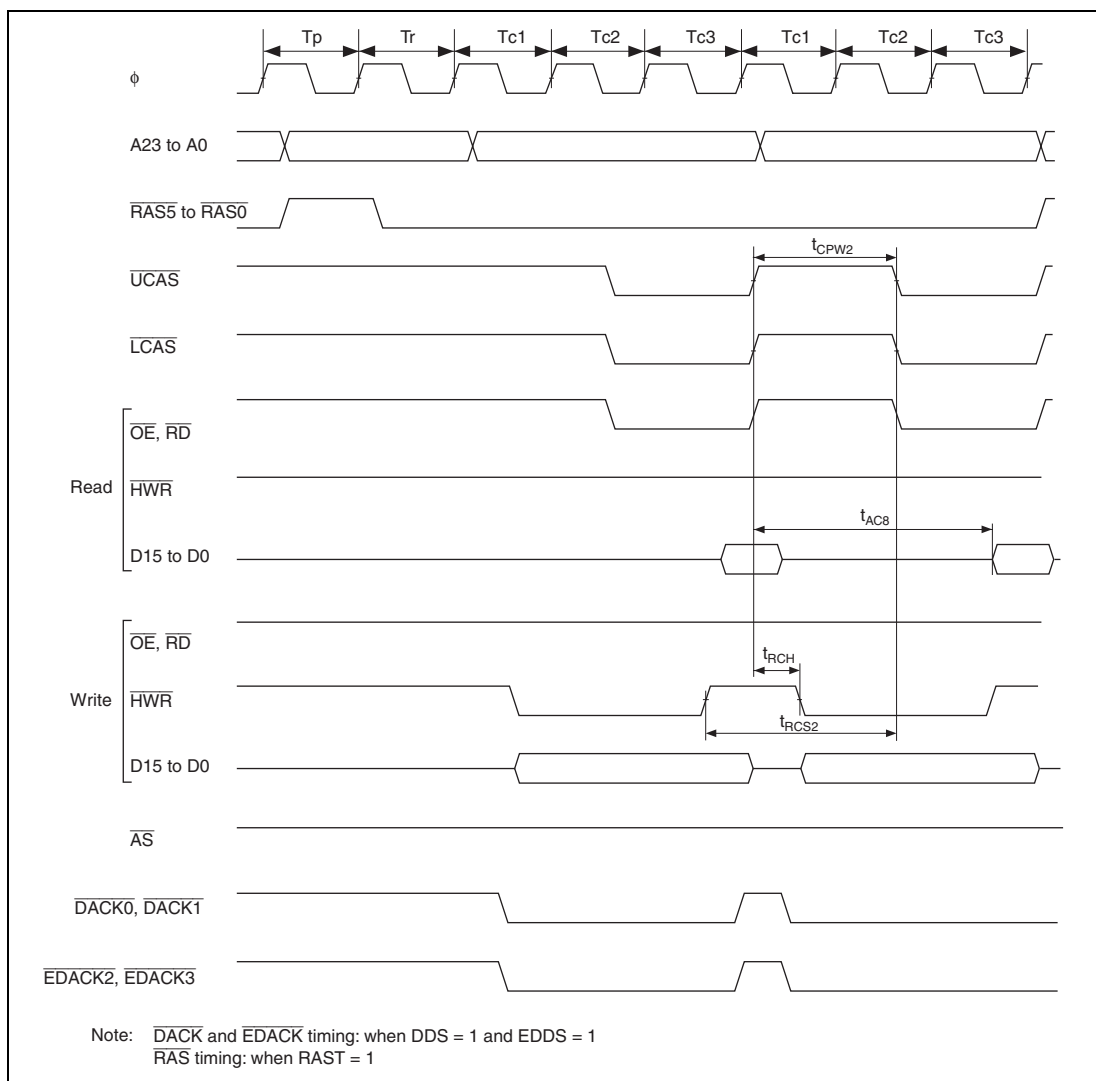 Tp Tr Tc1 Tc2 Tc3 Tc1 Tc2 Tc3
ϕ
A23 to A0
RAS5 to RAS0
tCPW2
UCAS
LCAS
OE, RD
Read HWR
tAC8
D15 to D0
OE, RD
tRCH
Write HWR
tRCS2
D15 to D0
AS
DACK0, DACK1
EDACK2, EDACK3
Note: DACK and EDACK timing: when DDS = 1 and EDDS = 1
RAS timing: when RAST = 1